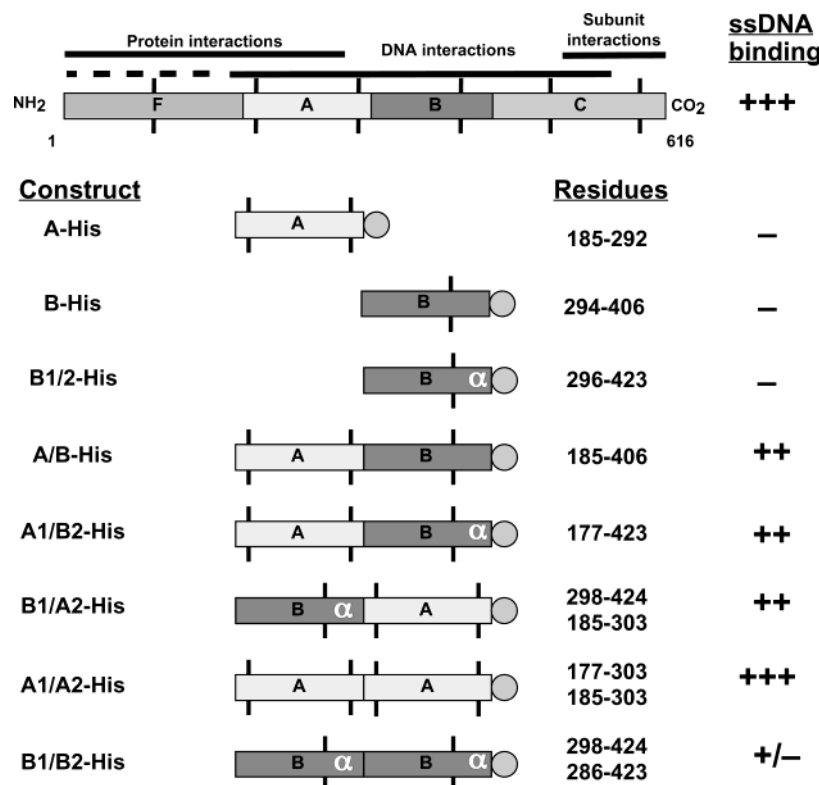 Protein interactions
DNA interactions
Subunit
interactions
ssDNA
binding
NH2
F
A
B
C
CO2
+++
1
616
Construct
Residues
A-His
A
185-292
–
B-His
B
294-406
–
B1/2-His
B α
296-423
–
A/B-His
A B
185-406
++
A1/B2-His
A B α
177-423
++
B1/A2-His
B α A
298-424
185-303
++
A1/A2-His
A A
177-303
185-303
+++
B1/B2-His
B α B α
298-424
286-423
+/–